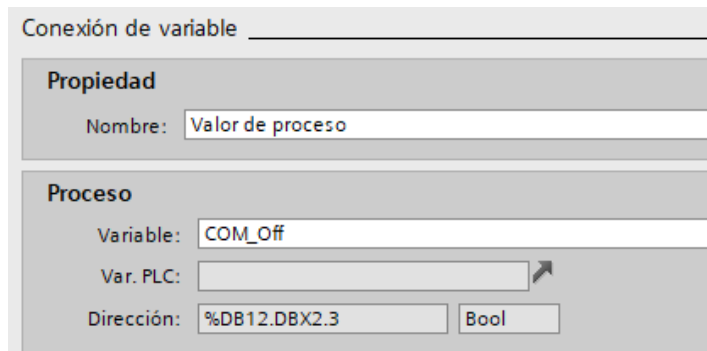 Conexión de variable
Propiedad
Nombre: Valor de proceso
Proceso
Variable: COM_Off
Var. PLC:
Dirección: %DB12.DBX2.3 Bool